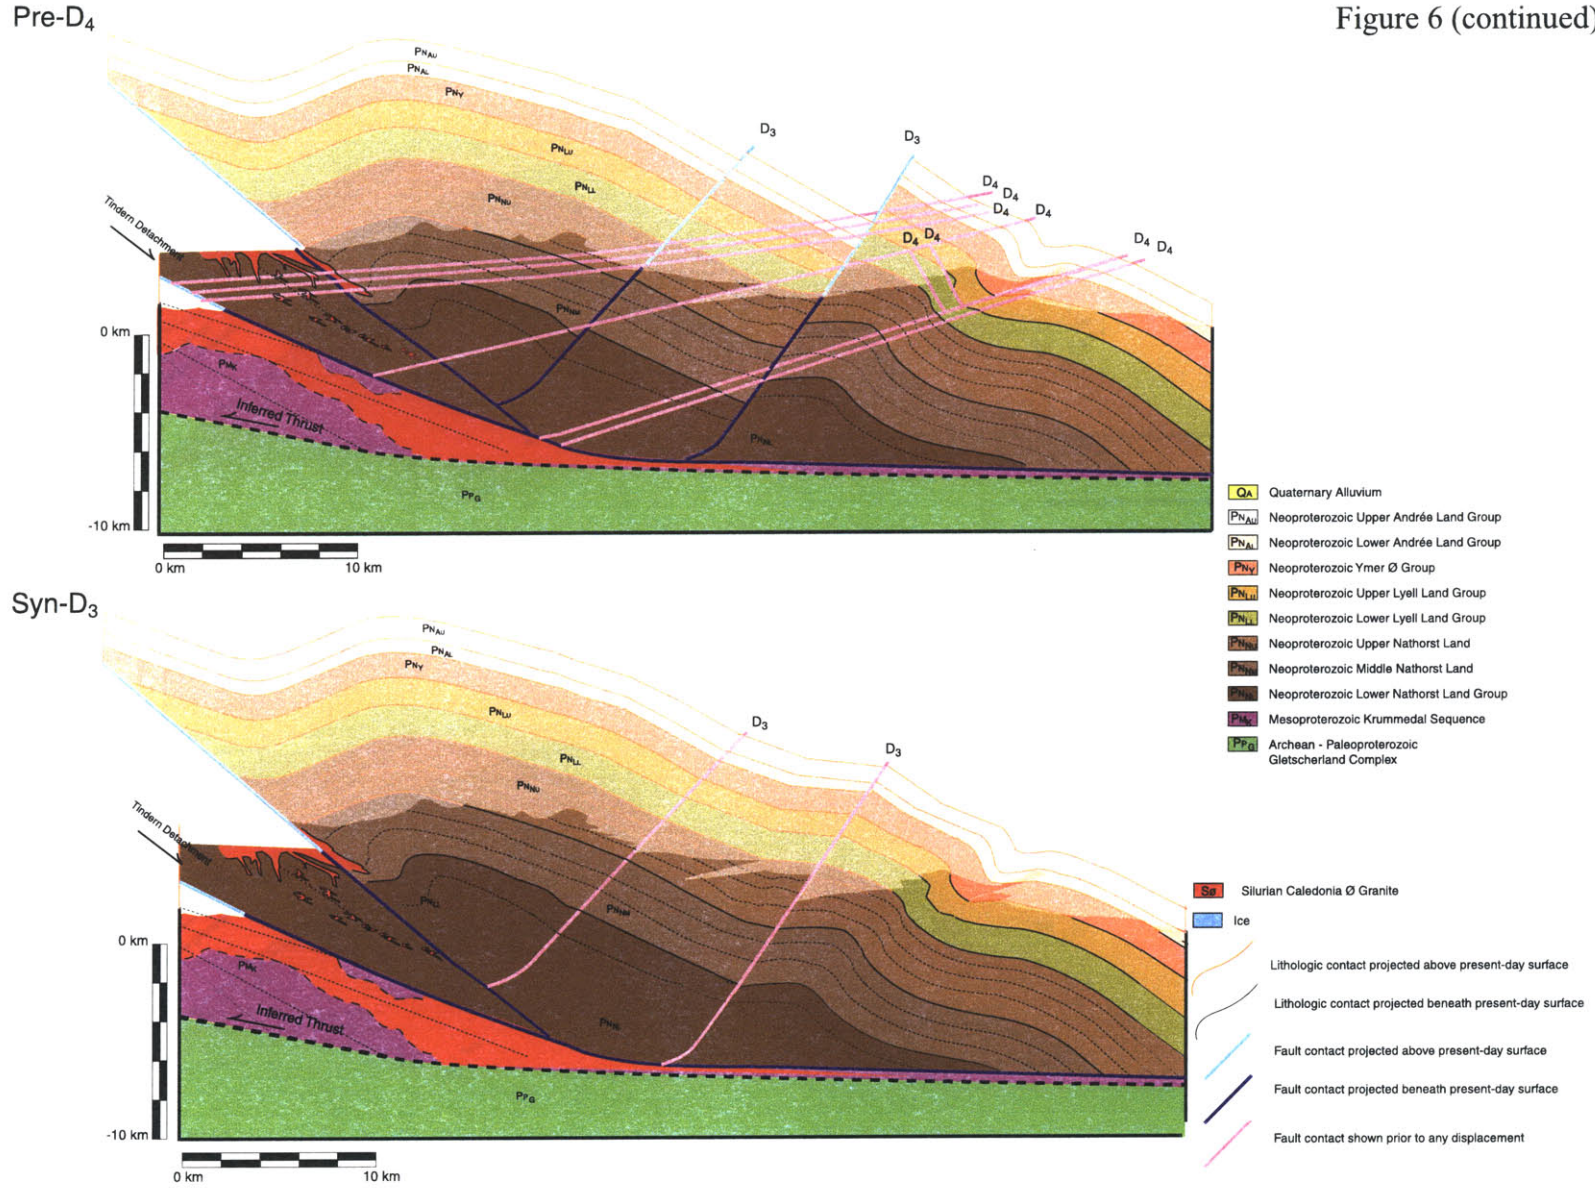 Pre-D4
Figure 6 (continued)
PNAU
PNAL
PNY
PNLU
PNLL
PNNU
D3
D3
D4
D4
D4
D4
D4
D4
D4
D4
Tindern Detachment
PNNU
PNNL
0 km
PMK
Inferred Thrust
PPG
-10 km
0 km 10 km
QA Quaternary Alluvium
PNAU Neoproterozoic Upper Andrée Land Group
PNAL Neoproterozoic Lower Andrée Land Group
PNY Neoproterozoic Ymer Ø Group
PNLU Neoproterozoic Upper Lyell Land Group
PNLL Neoproterozoic Lower Lyell Land Group
PNNU Neoproterozoic Upper Nathorst Land
PNNM Neoproterozoic Middle Nathorst Land
PNNL Neoproterozoic Lower Nathorst Land Group
PMK Mesoproterozoic Krummedal Sequence
PPG Archean - Paleoproterozoic
Gletscherland Complex
Syn-D3
PNAU
PNAL
PNY
PNLU
PNLL
PNNU
D3
D3
Tindern Detachment
PNLL
PNNM
PNNL
0 km
PMK
Inferred Thrust
PPG
-10 km
0 km 10 km
SØ Silurian Caledonia Ø Granite
Ice
Lithologic contact projected above present-day surface
Lithologic contact projected beneath present-day surface
Fault contact projected above present-day surface
Fault contact projected beneath present-day surface
Fault contact shown prior to any displacement